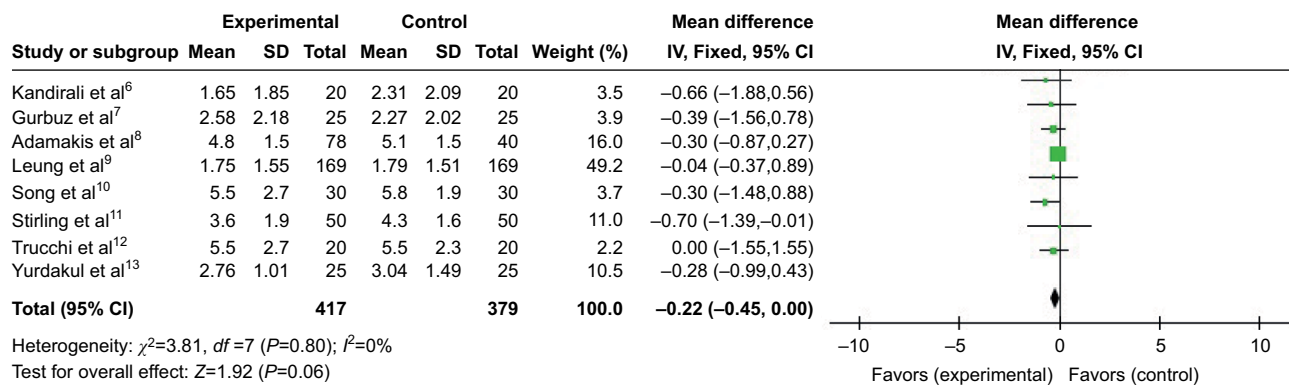 Experimental Control Mean difference Mean difference
Study or subgroup Mean SD Total Mean SD Total Weight (%) IV, Fixed, 95% CI IV, Fixed, 95% CI
Kandirali et al⁶ 1.65 1.85 20 2.31 2.09 20 3.5 –0.66 (–1.88,0.56)
Gurbuz et al⁷ 2.58 2.18 25 2.27 2.02 25 3.9 –0.39 (–1.56,0.78)
Adamakis et al⁸ 4.8 1.5 78 5.1 1.5 40 16.0 –0.30 (–0.87,0.27)
Leung et al⁹ 1.75 1.55 169 1.79 1.51 169 49.2 –0.04 (–0.37,0.89)
Song et al¹⁰ 5.5 2.7 30 5.8 1.9 30 3.7 –0.30 (–1.48,0.88)
Stirling et al¹¹ 3.6 1.9 50 4.3 1.6 50 11.0 –0.70 (–1.39,–0.01)
Trucchi et al¹² 5.5 2.7 20 5.5 2.3 20 2.2 0.00 (–1.55,1.55)
Yurdakul et al¹³ 2.76 1.01 25 3.04 1.49 25 10.5 –0.28 (–0.99,0.43)
Total (95% CI) 417 379 100.0 –0.22 (–0.45, 0.00)
Heterogeneity: χ²=3.81, df =7 (P=0.80); I²=0%
Test for overall effect: Z=1.92 (P=0.06)
–10 –5 0 5 10
Favors (experimental) Favors (control)